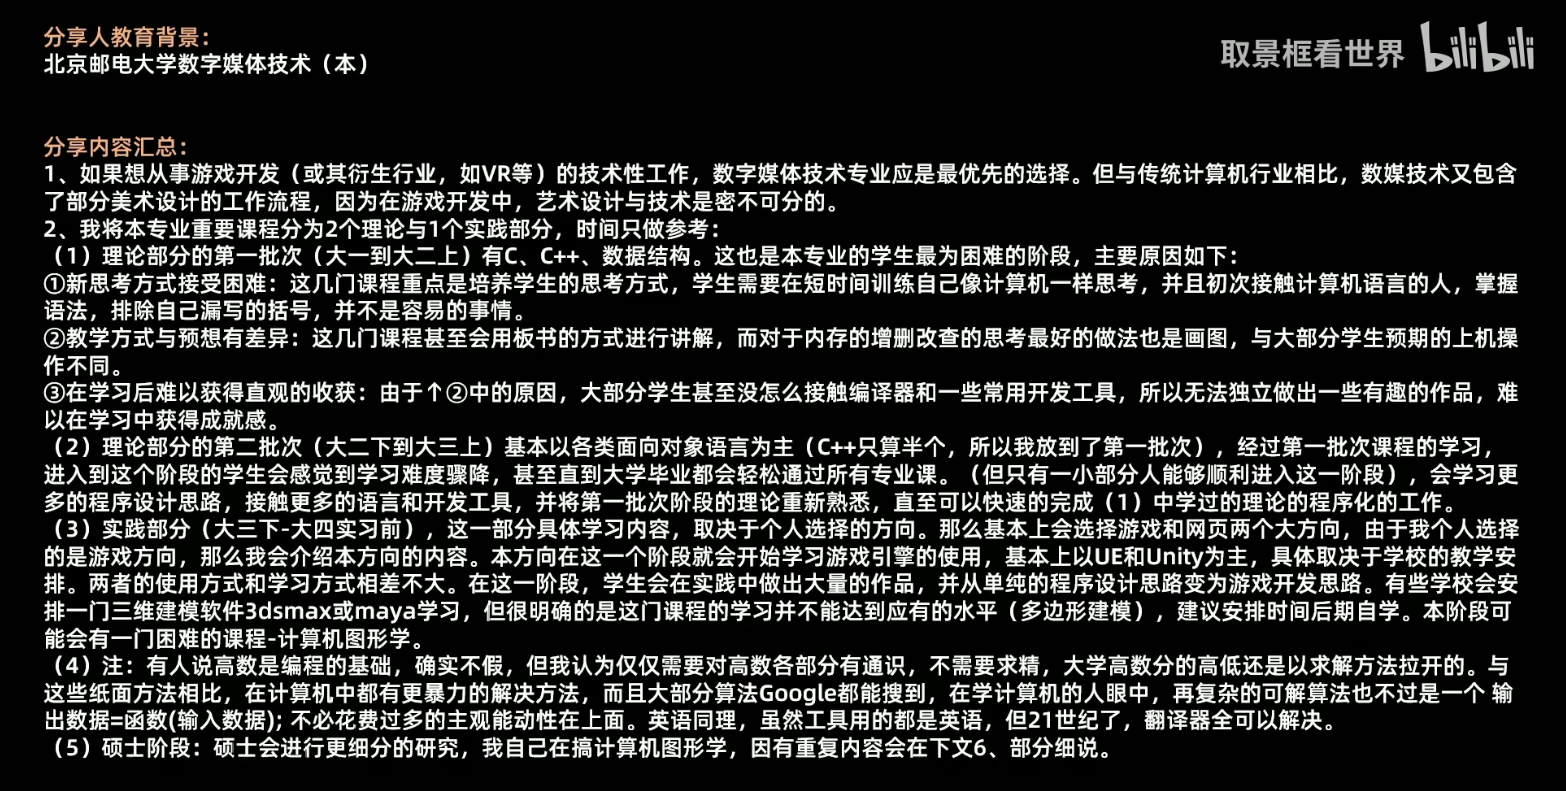 分享人教育背景：
取景框看世界 bilibili
北京邮电大学数字媒体技术（本）
分享内容汇总：
1、如果想从事游戏开发（或其衍生行业，如VR等）的技术性工作，数字媒体技术专业应是最优先的选择。但与传统计算机行业相比，数媒技术又包含
了部分美术设计的工作流程，因为在游戏开发中，艺术设计与技术是密不可分的。
2、我将本专业重要课程分为2个理论与1个实践部分，时间只做参考：
（1）理论部分的第一批次（大一到大二上）有C、C++、数据结构。这也是本专业的学生最为困难的阶段，主要原因如下：
①新思考方式接受困难：这几门课程重点是培养学生的思考方式，学生需要在短时间训练自己像计算机一样思考，并且初次接触计算机语言的人，掌握
语法，排除自己漏写的括号，并不是容易的事情。
②教学方式与预想有差异：这几门课程甚至会用板书的方式进行讲解，而对于内存的增删改查的思考最好的做法也是画图，与大部分学生预期的上机操
作不同。
③在学习后难以获得直观的收获：由于↑②中的原因，大部分学生甚至没怎么接触编译器和一些常用开发工具，所以无法独立做出一些有趣的作品，难
以在学习中获得成就感。
（2）理论部分的第二批次（大二下到大三上）基本以各类面向对象语言为主（C++只算半个，所以我放到了第一批次），经过第一批次课程的学习，
进入到这个阶段的学生会感觉到学习难度骤降，甚至直到大学毕业都会轻松通过所有专业课。（但只有一小部分人能够顺利进入这一阶段），会学习更
多的程序设计思路，接触更多的语言和开发工具，并将第一批次阶段的理论重新熟悉，直至可以快速的完成（1）中学过的理论的程序化的工作。
（3）实践部分（大三下-大四实习前），这一部分具体学习内容，取决于个人选择的方向。那么基本上会选择游戏和网页两个大方向，由于我个人选择
的是游戏方向，那么我会介绍本方向的内容。本方向在这一个阶段就会开始学习游戏引擎的使用，基本上以UE和Unity为主，具体取决于学校的教学安
排。两者的使用方式和学习方式相差不大。在这一阶段，学生会在实践中做出大量的作品，并从单纯的程序设计思路变为游戏开发思路。有些学校会安
排一门三维建模软件3dsmax或maya学习，但很明确的是这门课程的学习并不能达到应有的水平（多边形建模），建议安排时间后期自学。本阶段可
能会有一门困难的课程-计算机图形学。
（4）注：有人说高数是编程的基础，确实不假，但我认为仅仅需要对高数各部分有通识，不需要求精，大学高数分的高低还是以求解方法拉开的。与
这些纸面方法相比，在计算机中都有更暴力的解决方法，而且大部分算法Google都能搜到，在学计算机的人眼中，再复杂的可解算法也不过是一个 输
出数据=函数(输入数据); 不必花费过多的主观能动性在上面。英语同理，虽然工具用的都是英语，但21世纪了，翻译器全可以解决。
（5）硕士阶段：硕士会进行更细分的研究，我自己在搞计算机图形学，因有重复内容会在下文6、部分细说。